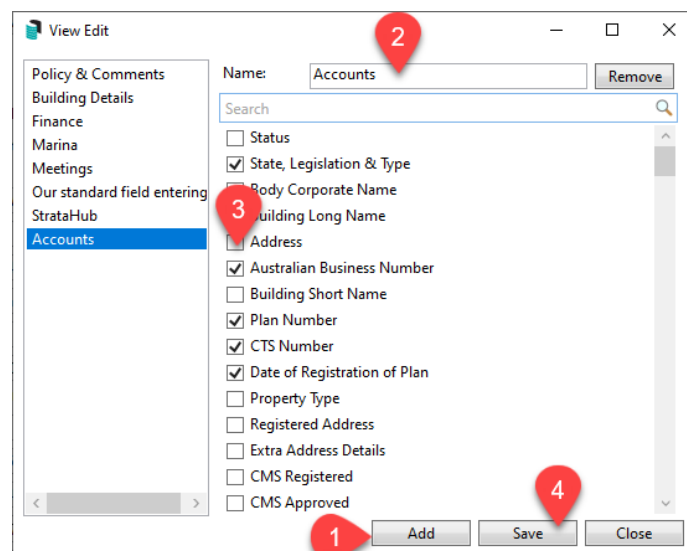 View Edit
2
Policy & Comments
Building Details
Finance
Marina
Meetings
Our standard field entering
StrataHub
Accounts
Name:
Accounts
Remove
Search
Status
State, Legislation & Type
Body Corporate Name
Building Long Name
3
Address
Australian Business Number
Building Short Name
Plan Number
CTS Number
Date of Registration of Plan
Property Type
Registered Address
Extra Address Details
CMS Registered
CMS Approved
4
1
Add
Save
Close